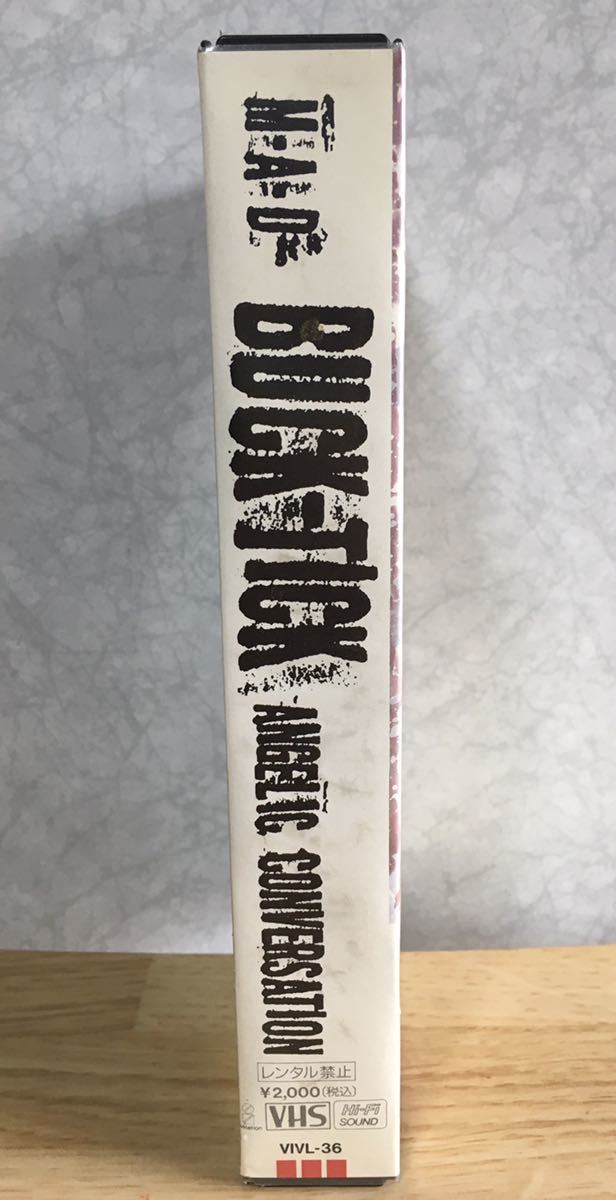 M・A・D
BUCK-TICK
ANGELIC CONVERSATION
レンタル禁止
¥2,000(税込)
VHS
Hi-Fi
SOUND
VIVL-36